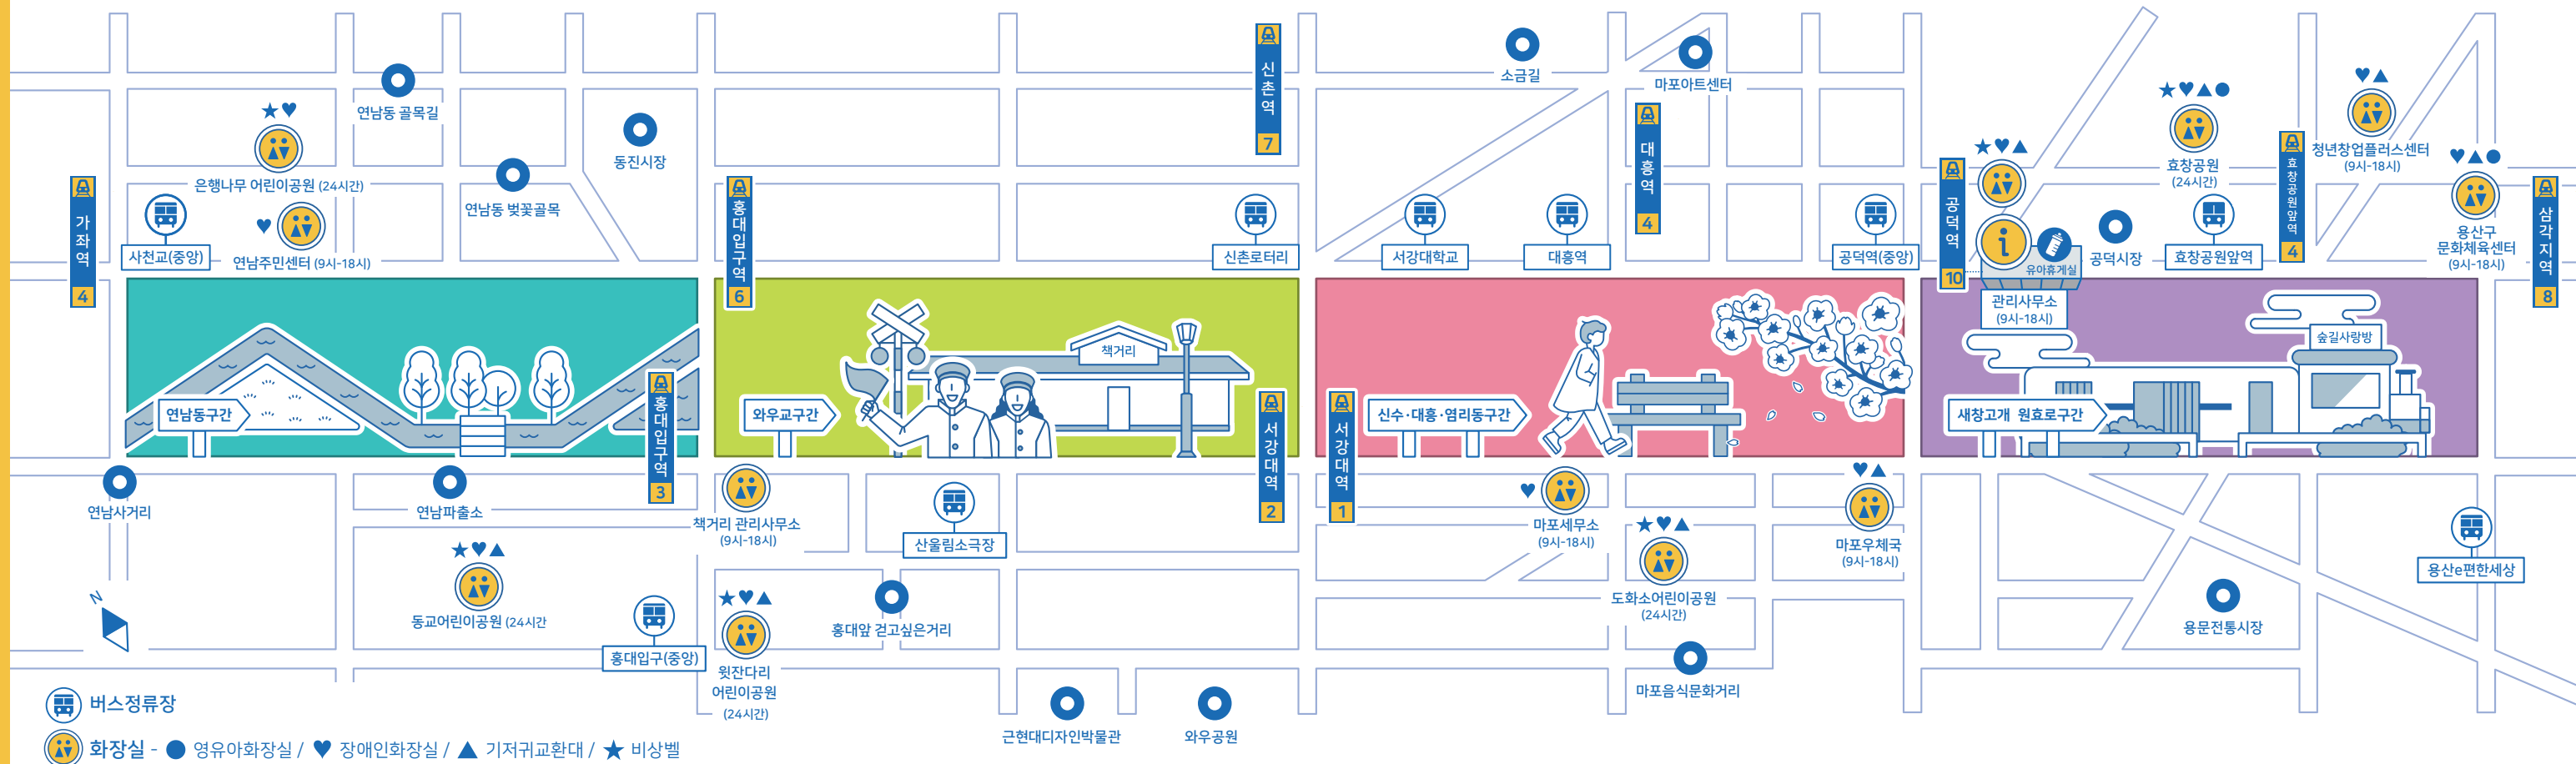 가좌역
4
사천교(중앙)
은행나무 어린이공원 (24시간)
연남주민센터 (9시-18시)
연남동 골목길
연남동 벚꽃골목
동진시장
홍대입구역
6
신촌역
7
신촌로터리
소금길
마포아트센터
대흥역
4
서강대학교
대흥역
공덕역(중앙)
공덕역
10
유아휴게실
관리사무소
(9시-18시)
공덕시장
효창공원
(24시간)
효창공원앞역
효창공원앞역
4
청년창업플러스센터
(9시-18시)
용산구
문화체육센터
(9시-18시)
삼각지역
8
연남동구간
홍대입구역
3
와우교구간
책거리
서강대역
2
서강대역
1
신수·대흥·염리동구간
새창고개 원효로구간
숲길사랑방
연남사거리
연남파출소
동교어린이공원 (24시간
홍대입구(중앙)
책거리 관리사무소
(9시-18시)
산울림소극장
윗잔다리
어린이공원
(24시간)
홍대앞 걷고싶은거리
근현대디자인박물관
와우공원
마포세무소
(9시-18시)
도화소어린이공원
(24시간)
마포우체국
(9시-18시)
마포음식문화거리
용문전통시장
용산e편한세상
N
버스정류장
화장실 - 영유아화장실 / 장애인화장실 / 기저귀교환대 / 비상벨